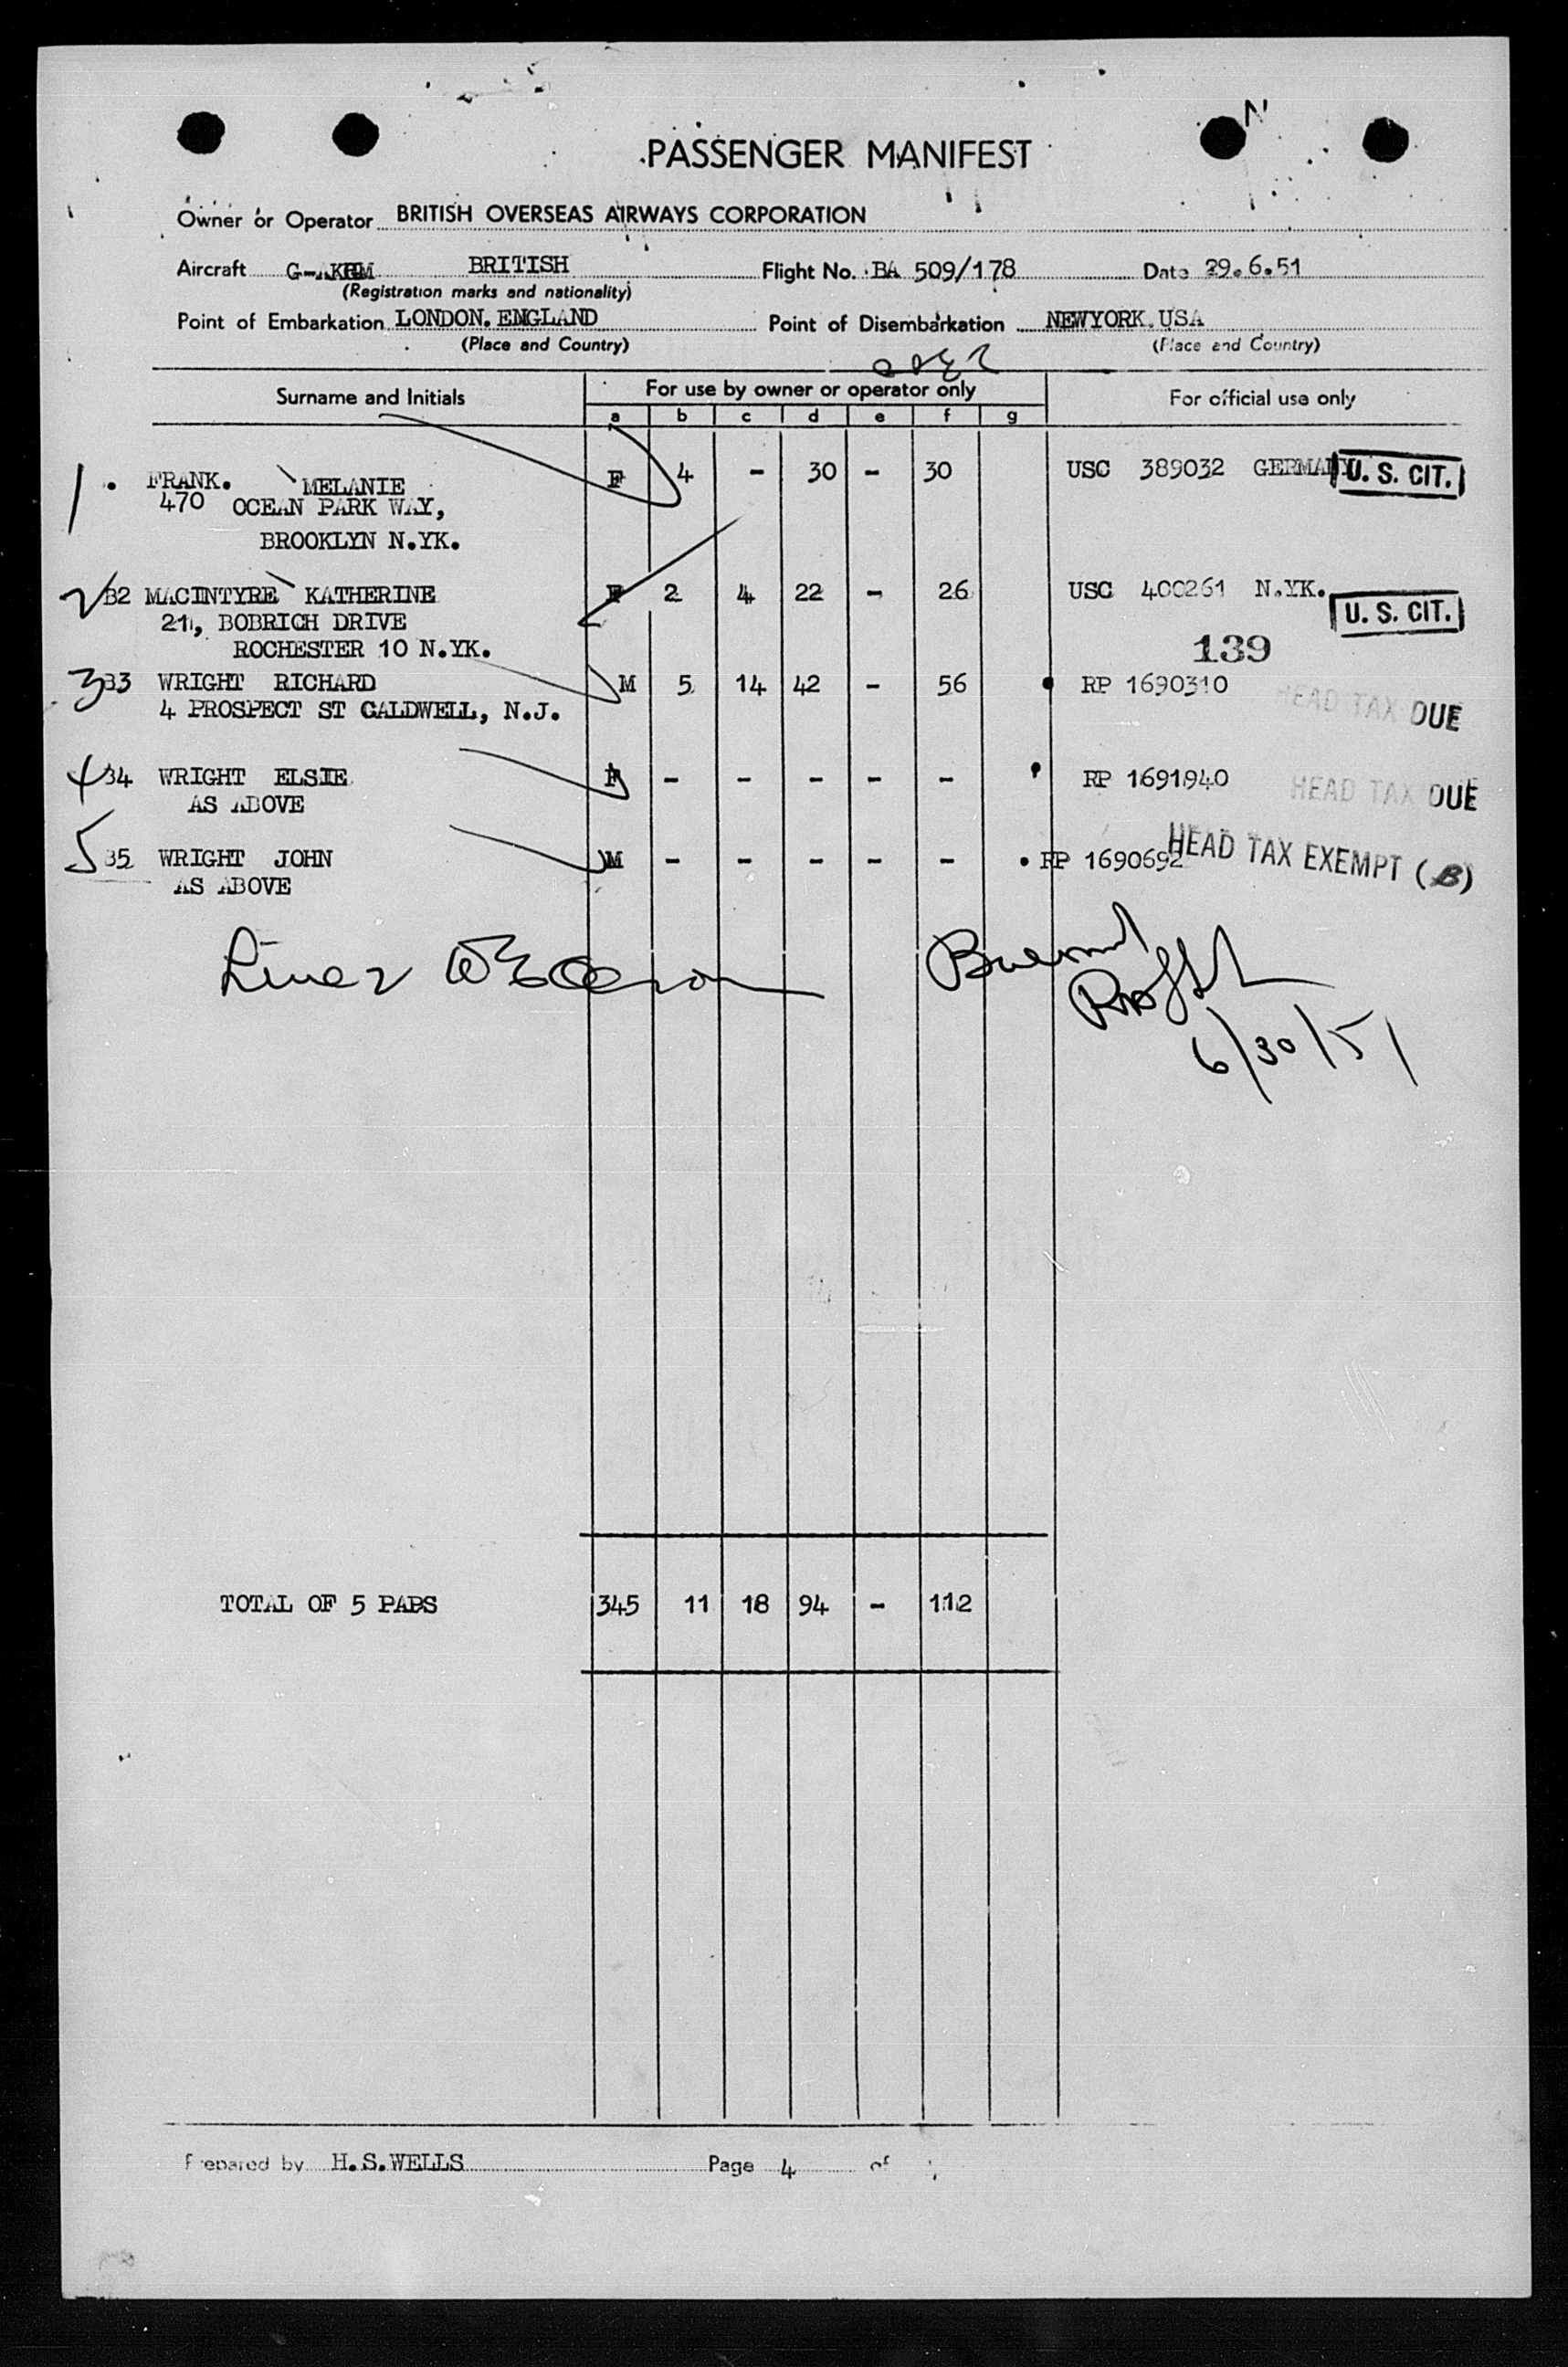 PASSENGER MANIFEST
Owner or Operator BRITISH OVERSEAS AIRWAYS CORPORATION
Aircraft BRITISH Flight No. BA 509/178 Date 29.6.51
(Registration marks and nationality)
Point of Embarkation LONDON.ENGLAND Point of Disembarkation NEWYORK.USA
(Place and Country) (Place and Country)
Surname and Initials For use by owner or operator only For official use only
a b c d e f g
1 . FRANK. MELANIE F 4 - 30 - 30 USC 389032 GERMANY U. S. CIT.
470 OCEAN PARK WAY,
BROOKLYN N.YK.
2 32 MACINTYRE KATHERINE F 2 4 22 - 26 USC 400261 N.YK. U. S. CIT.
21, BOBRICH DRIVE
ROCHESTER 10 N.YK. 139
3 33 WRIGHT RICHARD M 5 14 42 - 56 RP 1690310 HEAD TAX DUE
4 PROSPECT ST CALDWELL, N.J.
4 34 WRIGHT ELSIE F - - - - - RP 1691940 HEAD TAX DUE
AS ABOVE
5 35 WRIGHT JOHN M - - - - - RP 1690692 HEAD TAX EXEMPT (B)
AS ABOVE
6/30/51
TOTAL OF 5 PAPS 345 11 18 94 - 112
Prepared by H.S.WELLS Page 4 of